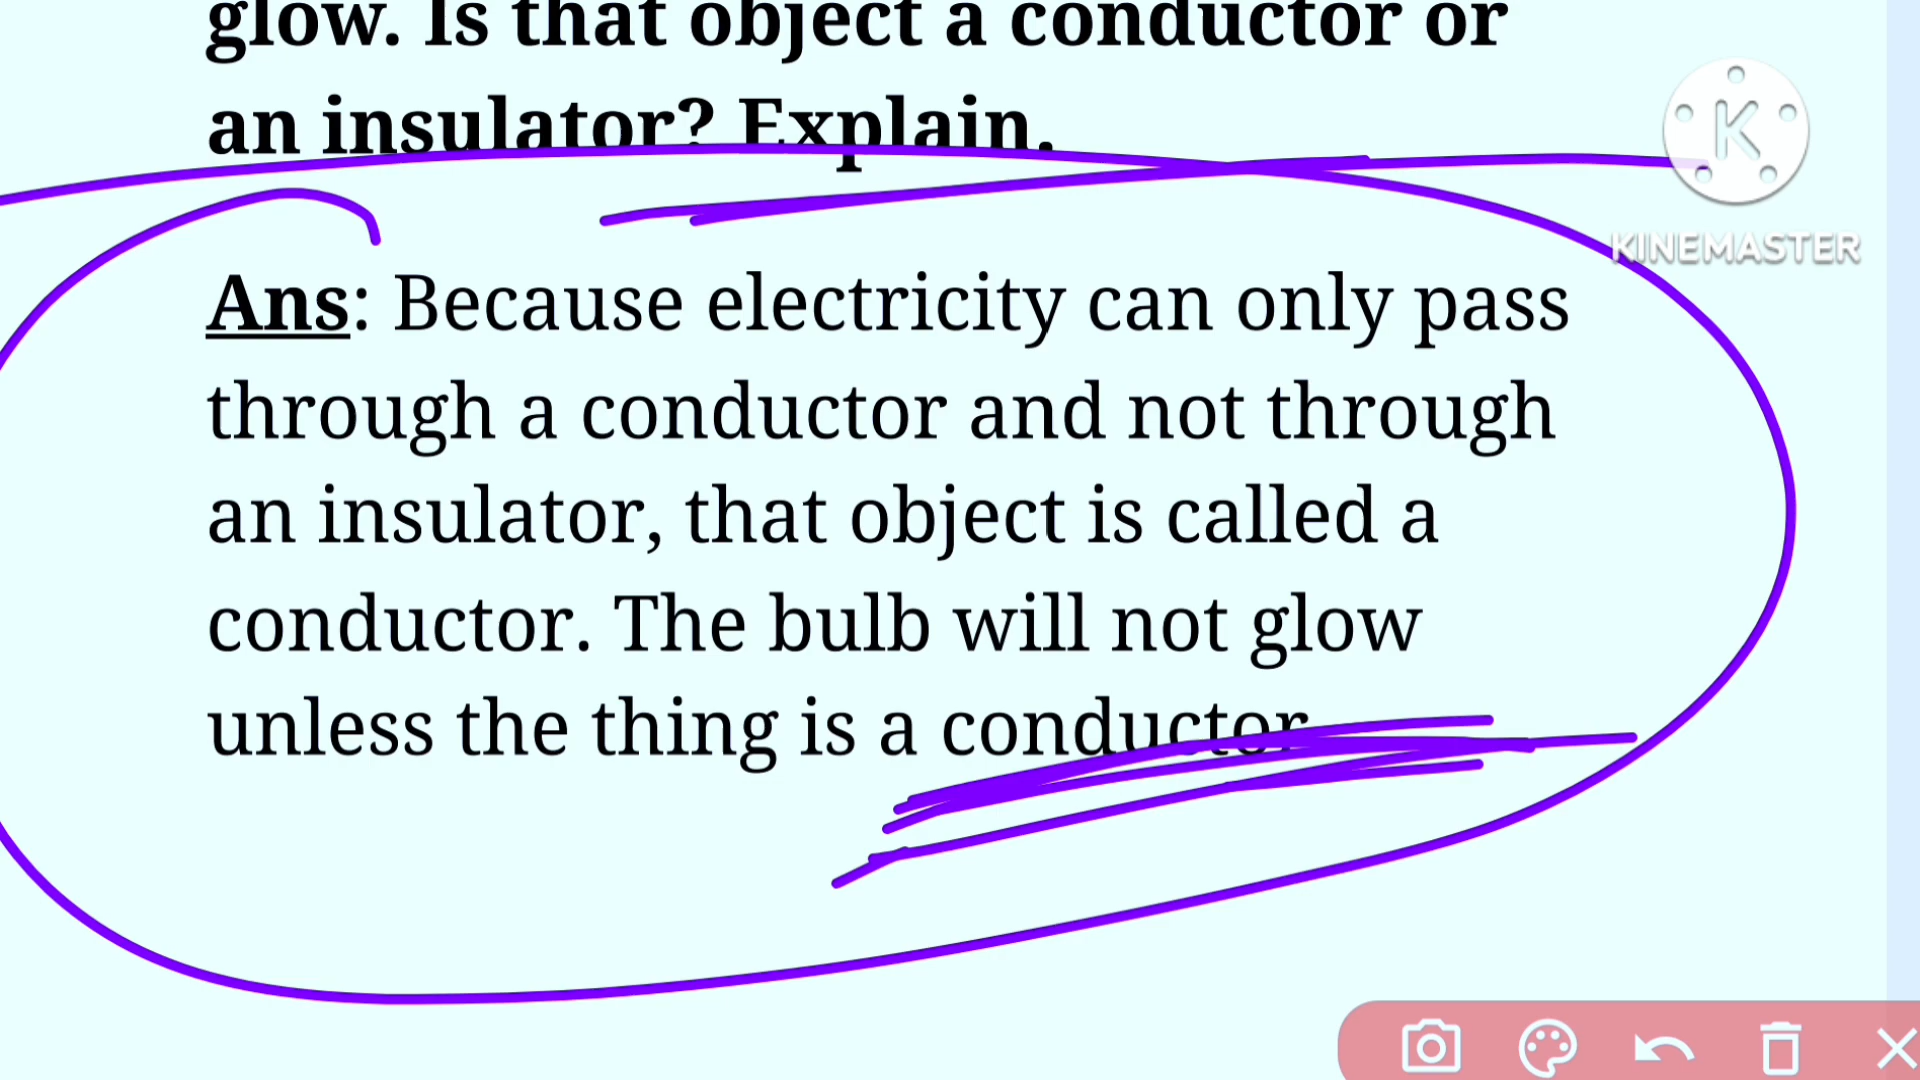 glow. Is that object a conductor or
an insulator? Explain.
KINEMASTER
Ans: Because electricity can only pass
through a conductor and not through
an insulator, that object is called a
conductor. The bulb will not glow
unless the thing is a conductor